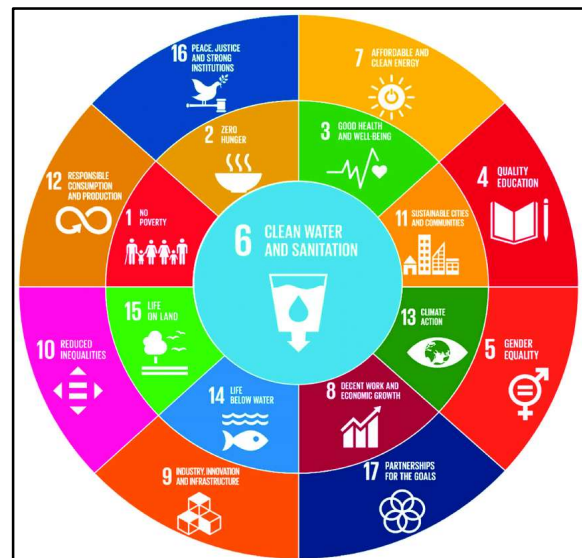 16 PEACE, JUSTICE
AND STRONG
INSTITUTIONS
7 AFFORDABLE AND
CLEAN ENERGY
2 ZERO
HUNGER
3 GOOD HEALTH
AND WELL-BEING
12 RESPONSIBLE
CONSUMPTION
AND PRODUCTION
4 QUALITY
EDUCATION
1 NO
POVERTY
11 SUSTAINABLE CITIES
AND COMMUNITIES
6 CLEAN WATER
AND SANITATION
15 LIFE
ON LAND
13 CLIMATE
ACTION
10 REDUCED
INEQUALITIES
5 GENDER
EQUALITY
14 LIFE
BELOW WATER
8 DECENT WORK AND
ECONOMIC GROWTH
9 INDUSTRY, INNOVATION
AND INFRASTRUCTURE
17 PARTNERSHIPS
FOR THE GOALS